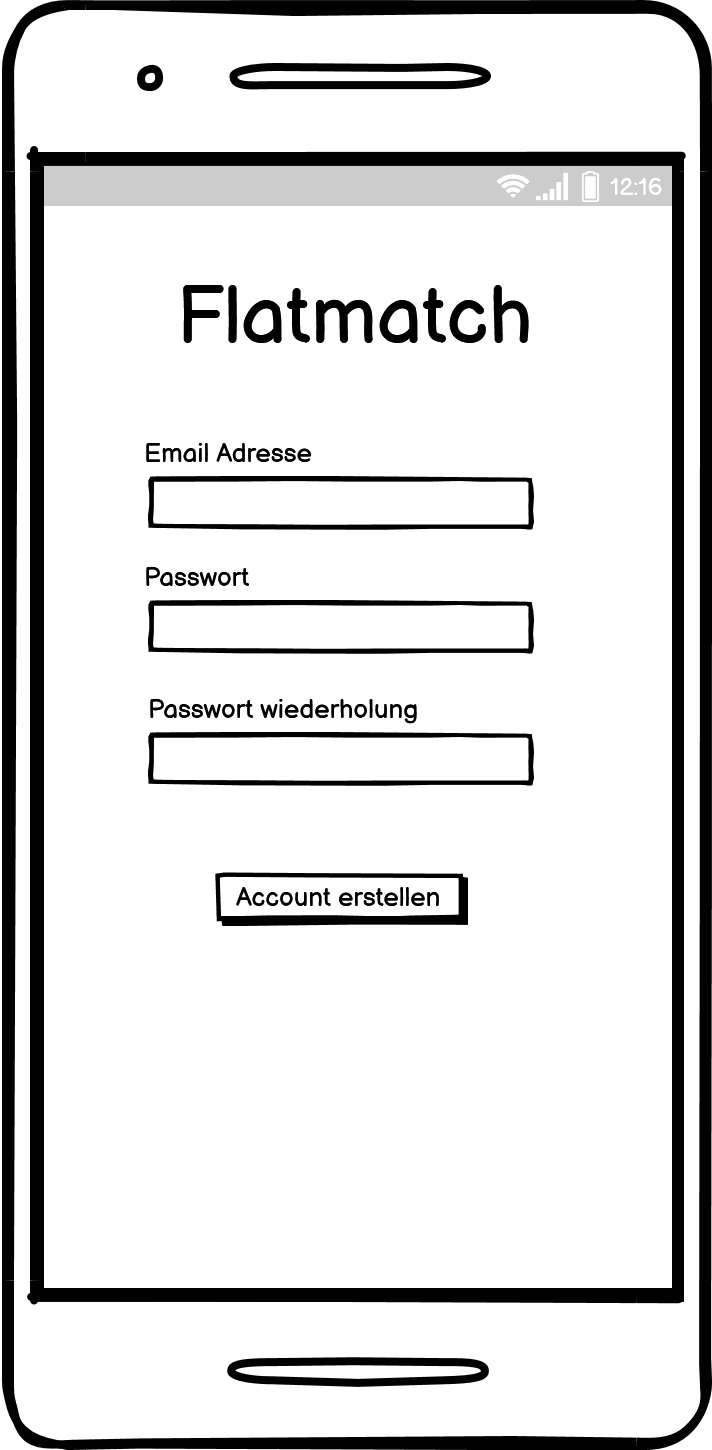 12:16
Flatmatch
Email Adresse
Passwort
Passwort wiederholung
Account erstellen